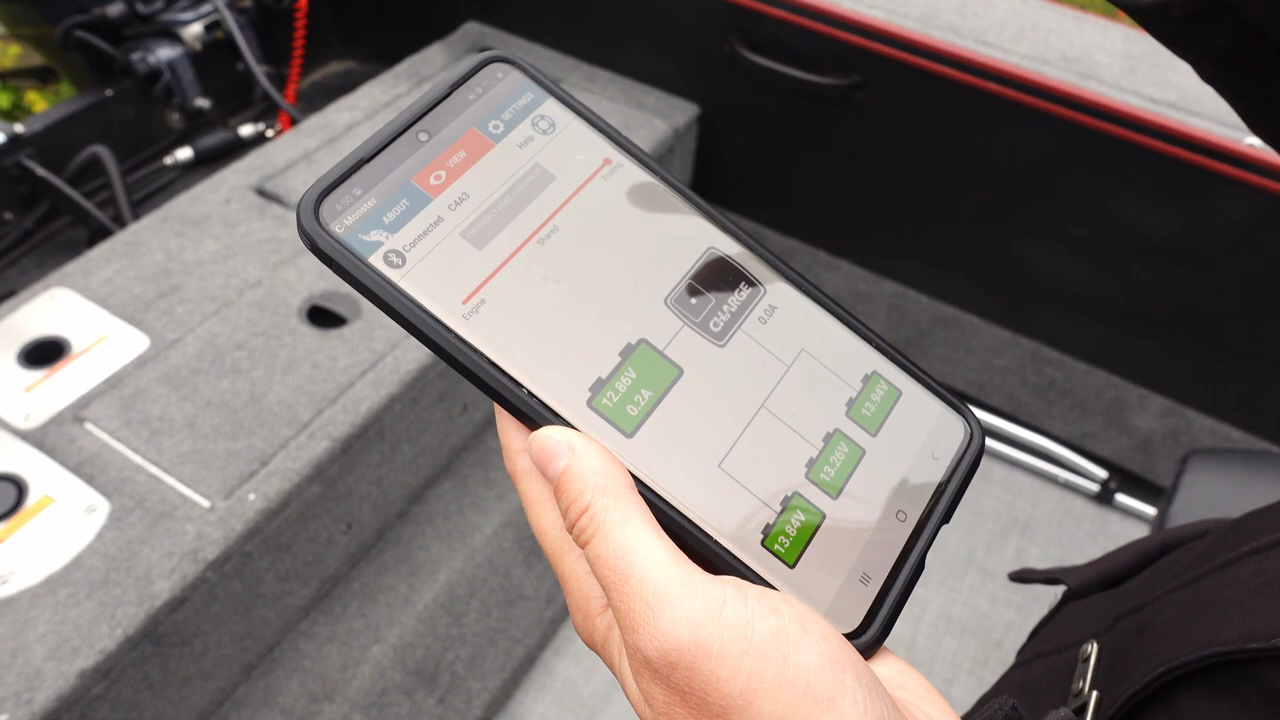 4:50
C-Monster
ABOUT
VIEW
SETTINGS
Connected C4A3
Help
Engine
Shared
Trolling
CHARGE
0.0A
12.86V
0.2A
13.94V
13.26V
13.84V